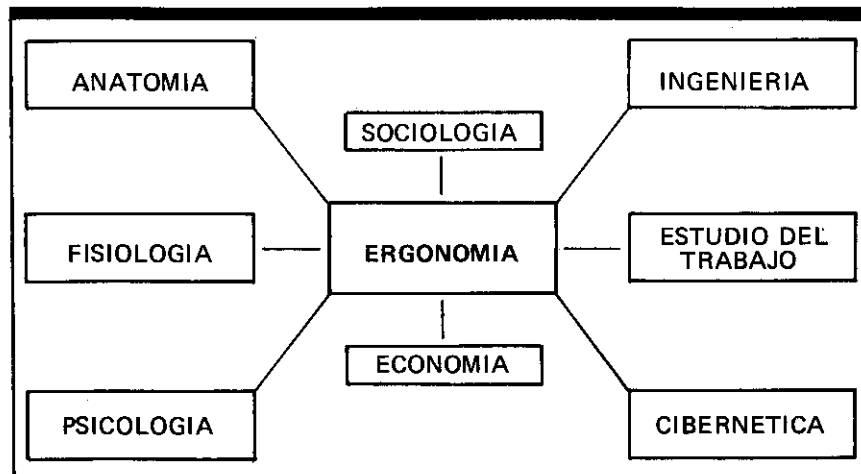 ANATOMIA
INGENIERIA
SOCIOLOGIA
FISIOLOGIA
ERGONOMIA
ESTUDIO DEL
TRABAJO
ECONOMIA
PSICOLOGIA
CIBERNETICA